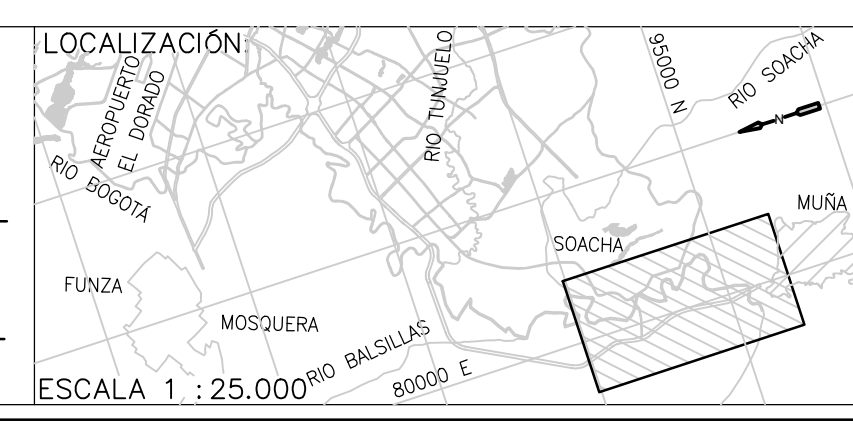 LOCALIZACIÓN:
AEROPUERTO
EL DORADO
RIO BOGOTÁ
RIO TUNJUELO
95000 N
RIO SOACHA
N
MUÑA
SOACHA
FUNZA
MOSQUERA
RIO BALSILLAS
80000 E
ESCALA 1 : 25.000